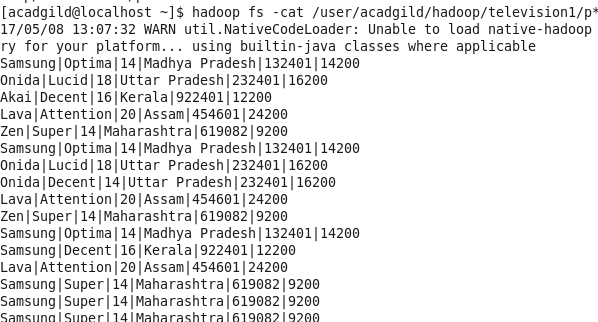 [acadgild@localhost ~]$ hadoop fs -cat /user/acadgild/hadoop/television1/p*
17/05/08 13:07:32 WARN util.NativeCodeLoader: Unable to load native-hadoop
ry for your platform... using builtin-java classes where applicable
Samsung|Optima|14|Madhya Pradesh|132401|14200
Onida|Lucid|18|Uttar Pradesh|232401|16200
Akai|Decent|16|Kerala|922401|12200
Lava|Attention|20|Assam|454601|24200
Zen|Super|14|Maharashtra|619082|9200
Samsung|Optima|14|Madhya Pradesh|132401|14200
Onida|Lucid|18|Uttar Pradesh|232401|16200
Onida|Decent|14|Uttar Pradesh|232401|16200
Lava|Attention|20|Assam|454601|24200
Zen|Super|14|Maharashtra|619082|9200
Samsung|Optima|14|Madhya Pradesh|132401|14200
Samsung|Decent|16|Kerala|922401|12200
Lava|Attention|20|Assam|454601|24200
Samsung|Super|14|Maharashtra|619082|9200
Samsung|Super|14|Maharashtra|619082|9200
Samsung|Super|14|Maharashtra|619082|9200